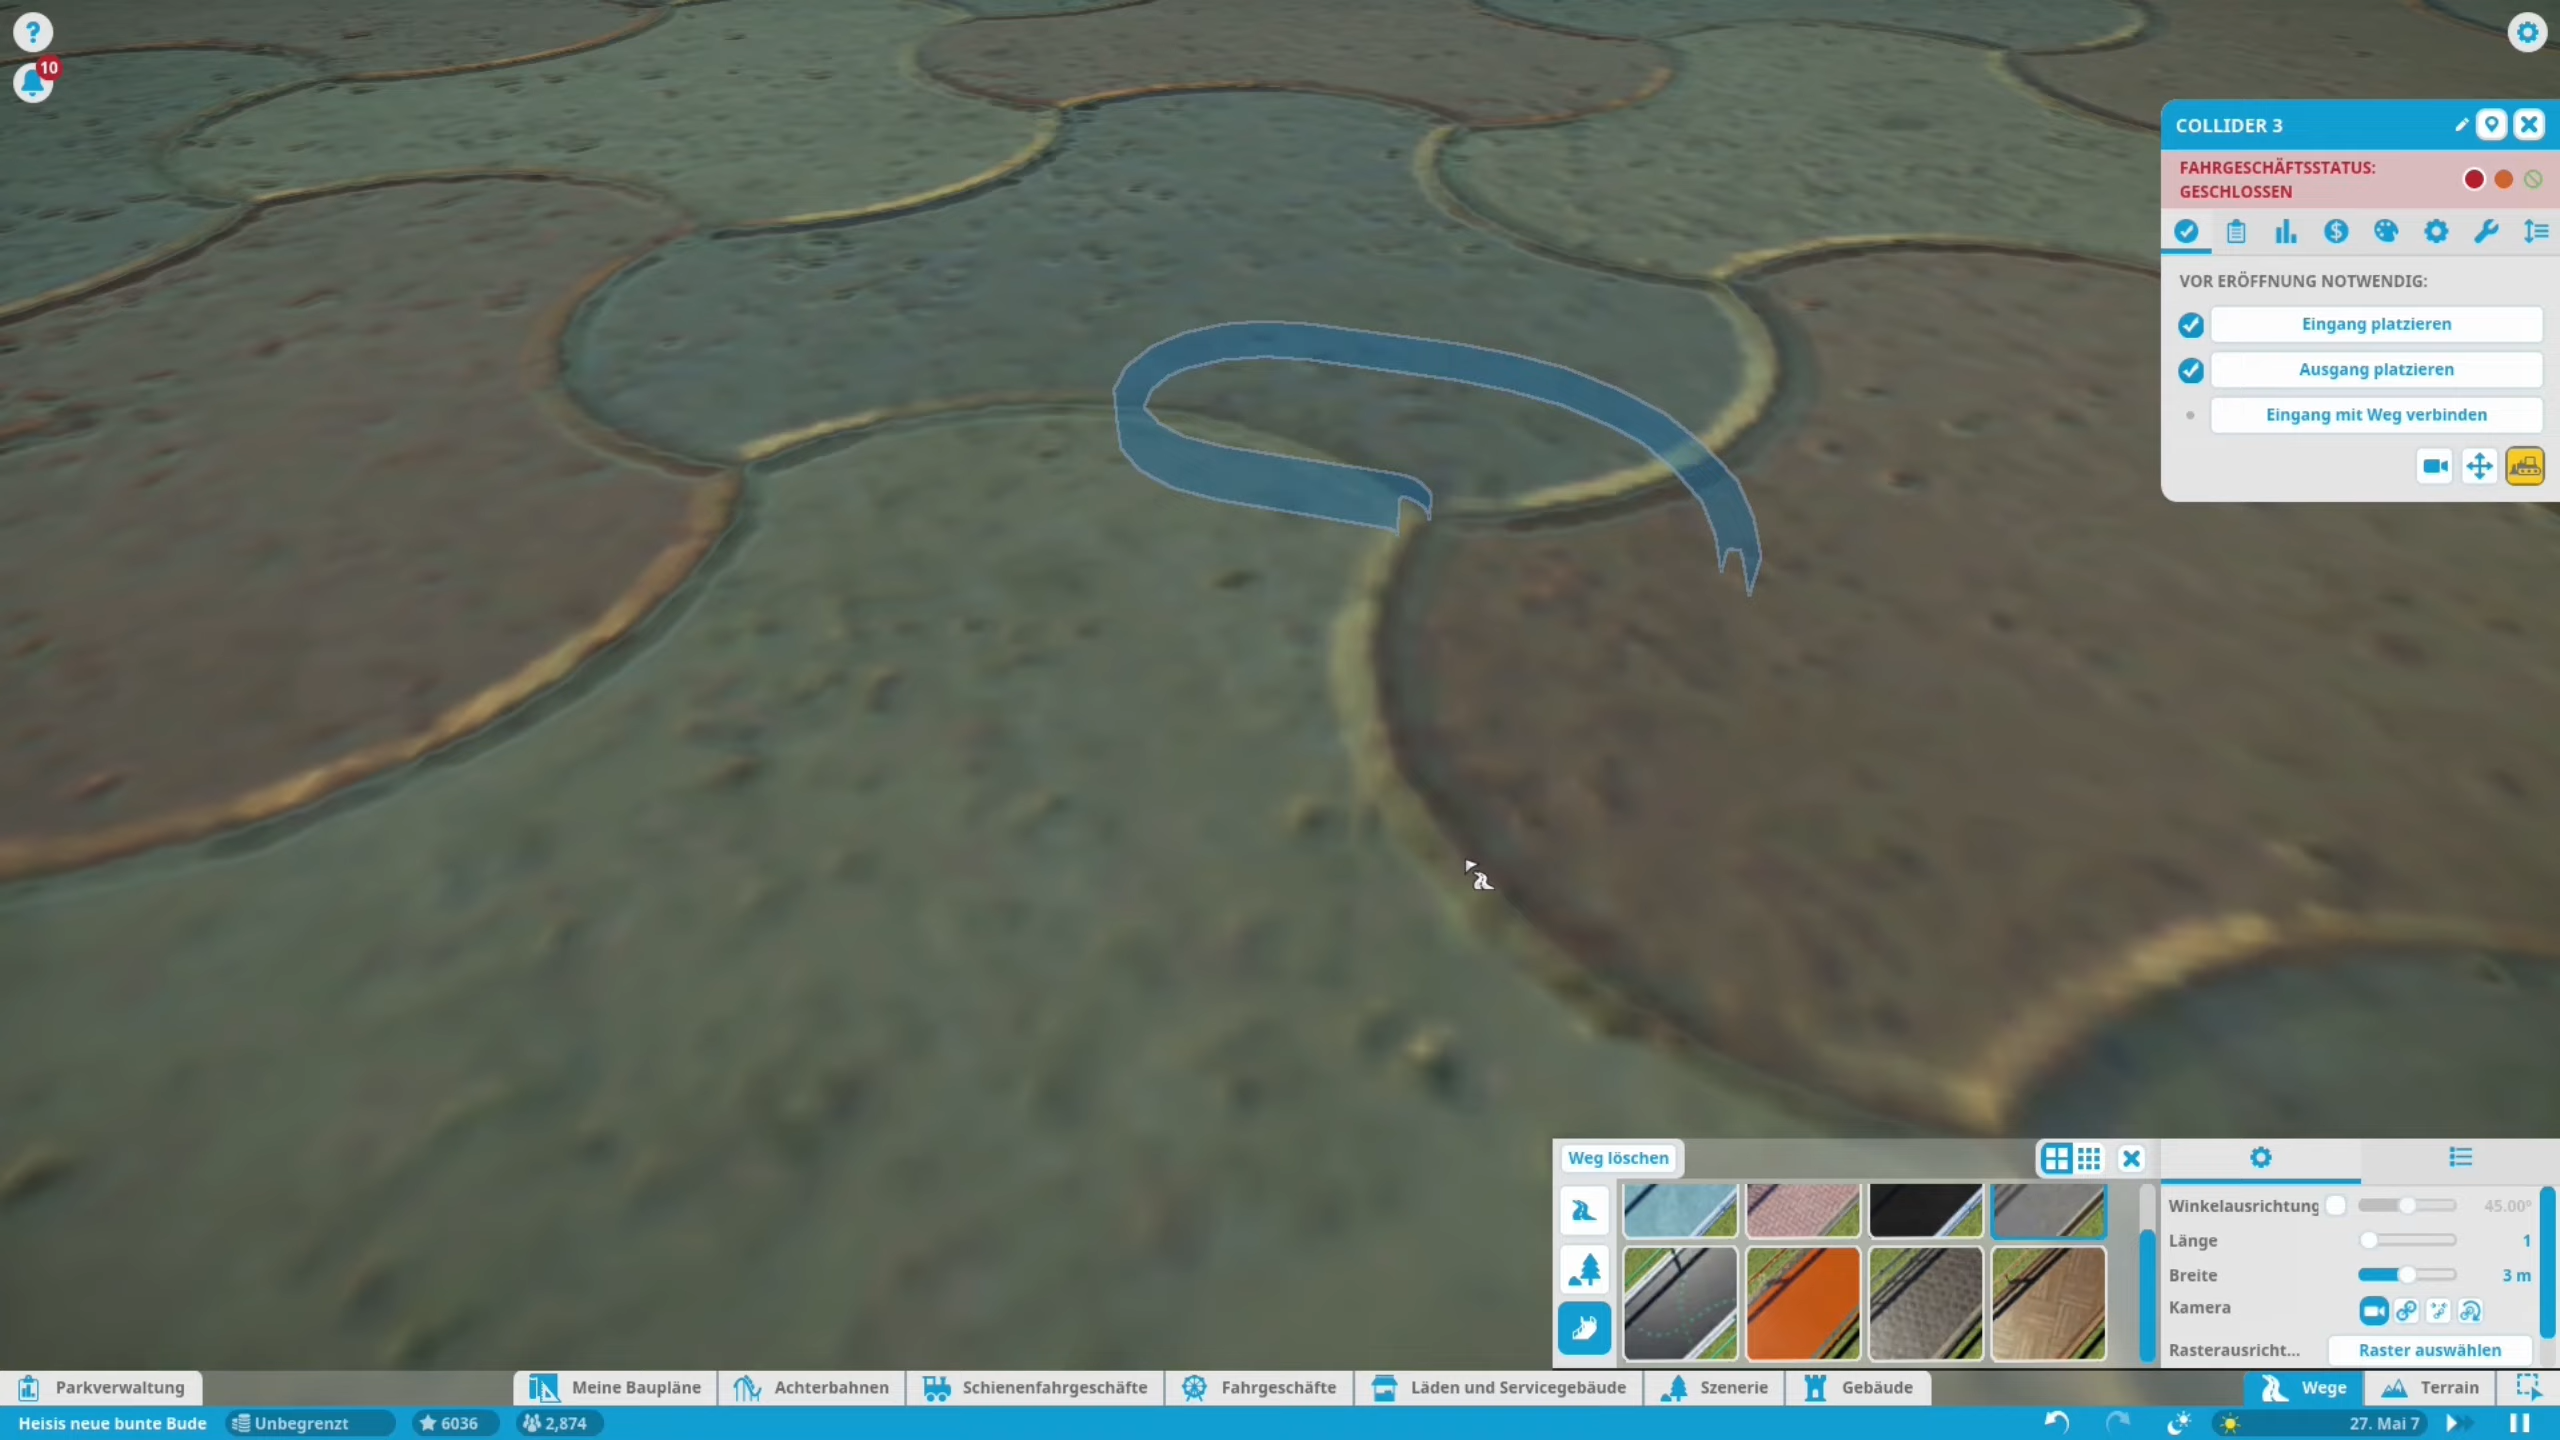 ?
10
COLLIDER 3
FAHRGESCHÄFTSSTATUS:
GESCHLOSSEN
VOR ERÖFFNUNG NOTWENDIG:
Eingang platzieren
Ausgang platzieren
Eingang mit Weg verbinden
Weg löschen
Winkelausrichtung
45.00°
Länge
1
Breite
3 m
Kamera
Rasterausricht...
Raster auswählen
Parkverwaltung
Meine Baupläne
Achterbahnen
Schienenfahrgeschäfte
Fahrgeschäfte
Läden und Servicegebäude
Szenerie
Gebäude
Wege
Terrain
Heisis neue bunte Bude
Unbegrenzt
6036
2,874
27. Mai 7